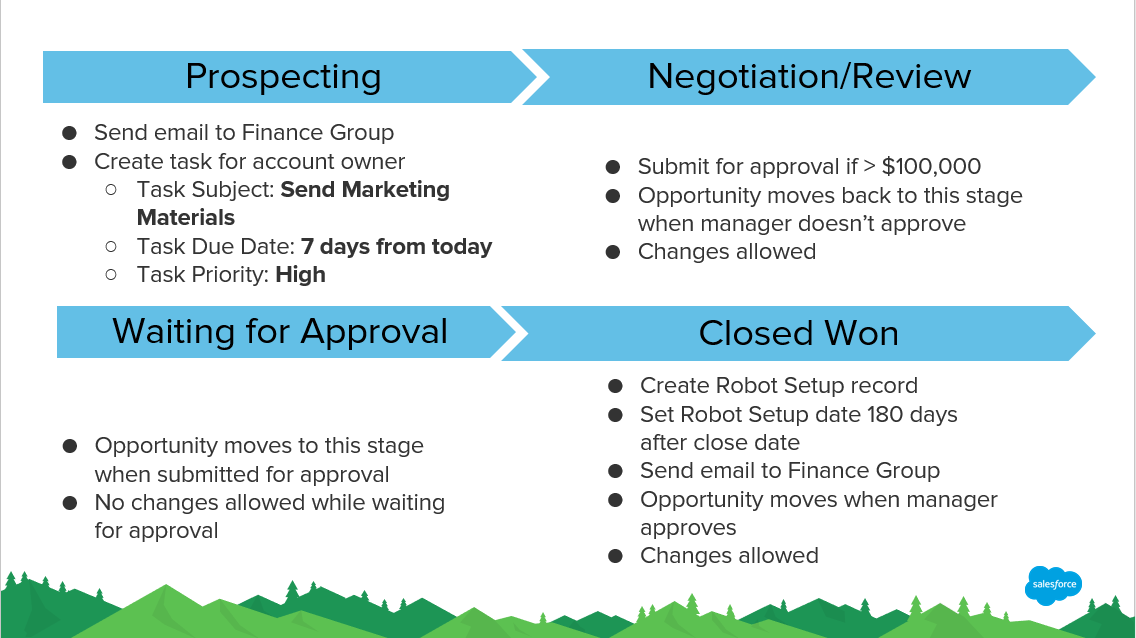 Prospecting
Negotiation/Review
● Send email to Finance Group
● Create task for account owner
○ Task Subject: Send Marketing
Materials
○ Task Due Date: 7 days from today
○ Task Priority: High
● Submit for approval if > $100,000
● Opportunity moves back to this stage
when manager doesn’t approve
● Changes allowed
Waiting for Approval
Closed Won
● Opportunity moves to this stage
when submitted for approval
● No changes allowed while waiting
for approval
● Create Robot Setup record
● Set Robot Setup date 180 days
after close date
● Send email to Finance Group
● Opportunity moves when manager
approves
● Changes allowed
salesforce